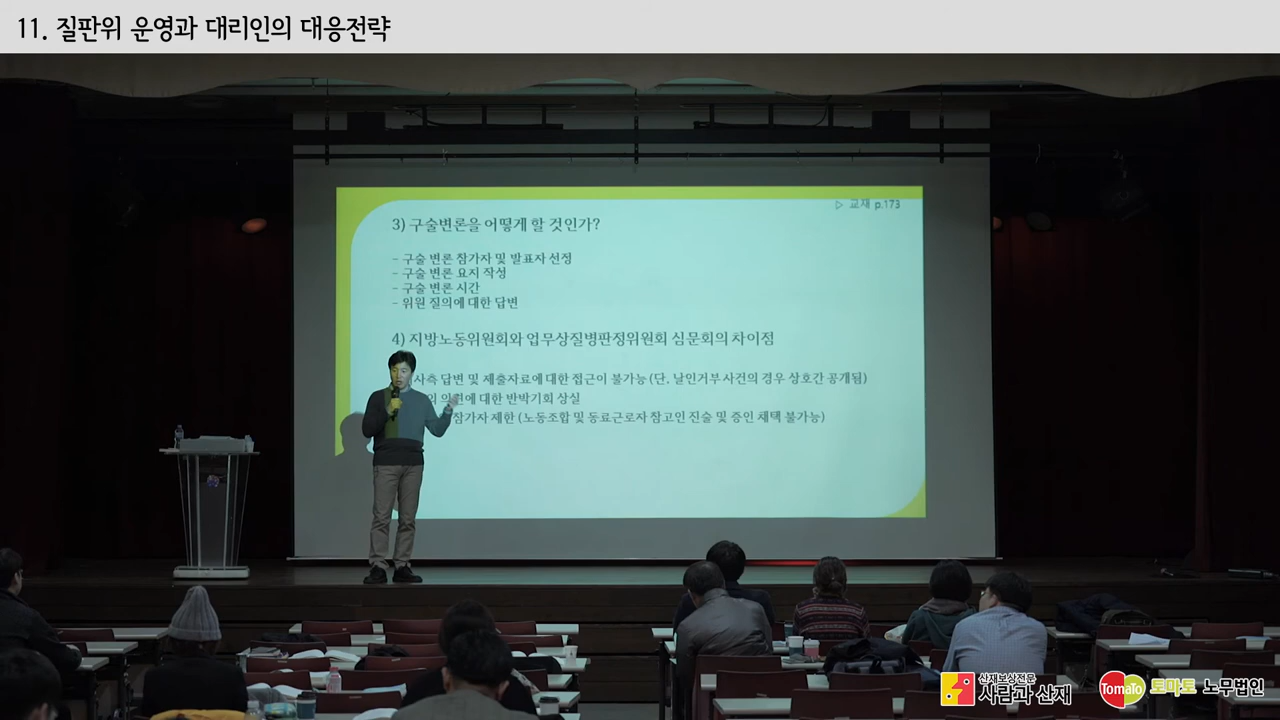 11. 질판위 운영과 대리인의 대응전략
▷ 교재 p.173
3) 구술변론을 어떻게 할 것인가?
- 구술 변론 참가자 및 발표자 선정
- 구술 변론 요지 작성
- 구술 변론 시간
- 위원 질의에 대한 답변
4) 지방노동위원회와 업무상질병판정위원회 심문회의 차이점
사측 답변 및 제출자료에 대한 접근이 불가능 (단, 날인거부 사건의 경우 상호간 공개됨)
의 의견에 대한 반박기회 상실
참가자 제한 (노동조합 및 동료근로자 참고인 진술 및 증인 채택 불가능)
산재보상전문
사람과 산재
TomaTo 토마토 노무법인